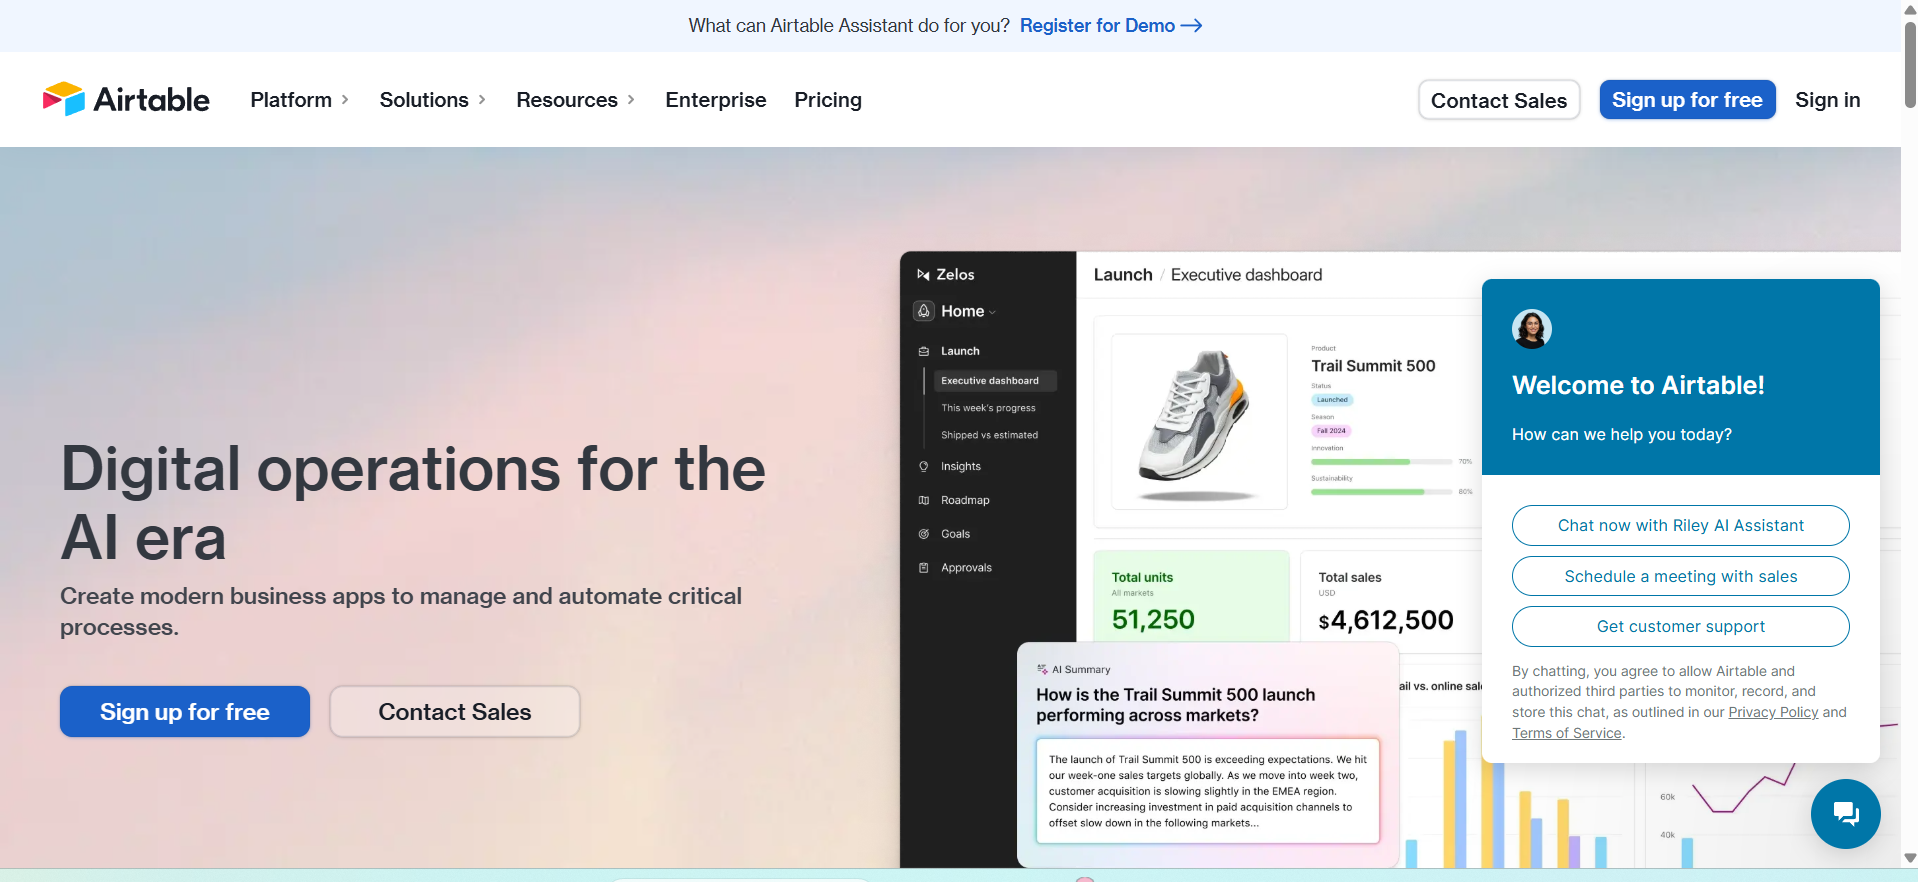 What can Airtable Assistant do for you? Register for Demo →
Airtable
Platform
Solutions
Resources
Enterprise
Pricing
Contact Sales
Sign up for free
Sign in
Digital operations for the
AI era
Create modern business apps to manage and automate critical
processes.
Sign up for free
Contact Sales
Zelos
Home
Launch
Executive dashboard
This week's progress
Shipped vs estimated
Insights
Roadmap
Goals
Approvals
Launch / Executive dashboard
Product
Trail Summit 500
Status
Launched
Season
Fall 2024
Innovation
70%
Sustainability
80%
Total units
All markets
51,250
Total sales
USD
$4,612,500
AI Summary
How is the Trail Summit 500 launch
performing across markets?
The launch of Trail Summit 500 is exceeding expectations. We hit
our week-one sales targets globally. As we move into week two,
customer acquisition is slowing slightly in the EMEA region.
Consider increasing investment in paid acquisition channels to
offset slow down in the following markets...
ail vs. online sal
60k
40k
Welcome to Airtable!
How can we help you today?
Chat now with Riley AI Assistant
Schedule a meeting with sales
Get customer support
By chatting, you agree to allow Airtable and
authorized third parties to monitor, record, and
store this chat, as outlined in our Privacy Policy and
Terms of Service.